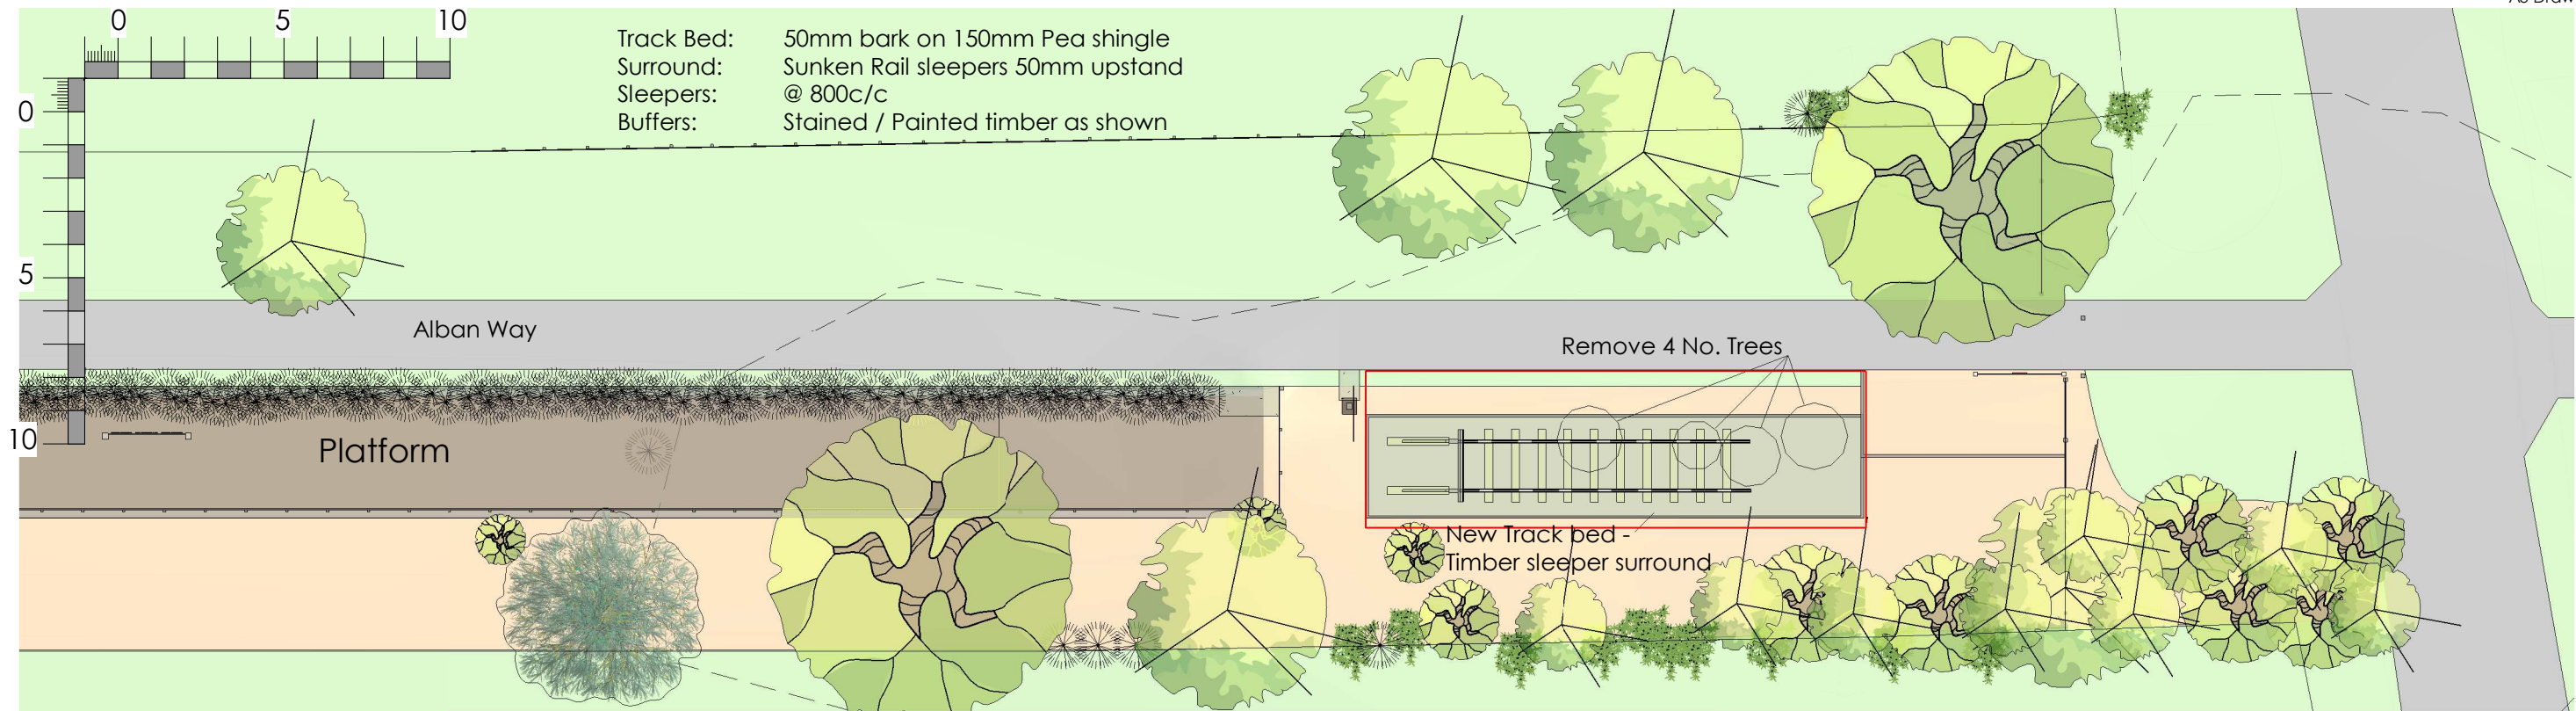 0 5 10
Track Bed: 50mm bark on 150mm Pea shingle
Surround: Sunken Rail sleepers 50mm upstand
Sleepers: @ 800c/c
Buffers: Stained / Painted timber as shown
0
5
10
Alban Way
Remove 4 No. Trees
Platform
New Track bed -
Timber sleeper surround